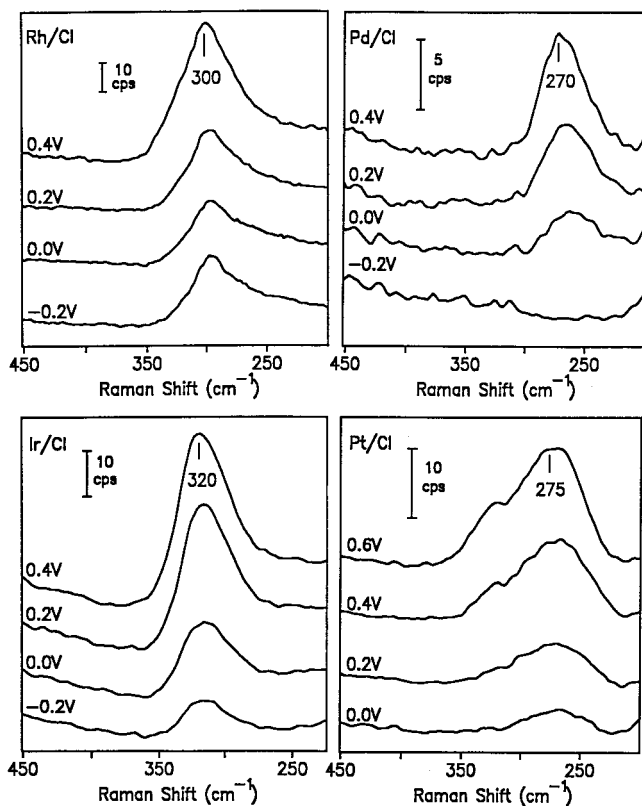 Rh/Cl
10
cps
300
0.4V
0.2V
0.0V
−0.2V
450
350
250
Raman Shift (cm⁻¹)
Pd/Cl
5
cps
270
0.4V
0.2V
0.0V
−0.2V
450
350
250
Raman Shift (cm⁻¹)
Ir/Cl
10
cps
320
0.4V
0.2V
0.0V
−0.2V
450
350
250
Raman Shift (cm⁻¹)
Pt/Cl
10
cps
275
0.6V
0.4V
0.2V
0.0V
450
350
250
Raman Shift (cm⁻¹)